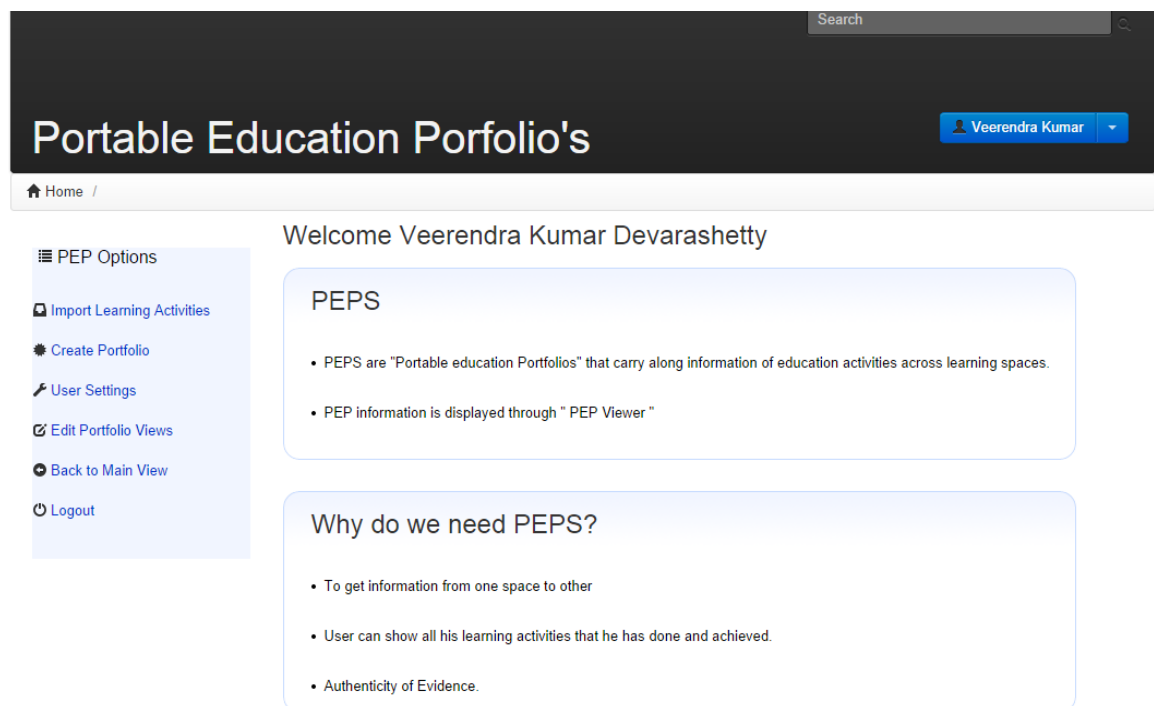 Search
Portable Education Porfolio's
Veerendra Kumar
Home /
PEP Options
Import Learning Activities
Create Portfolio
User Settings
Edit Portfolio Views
Back to Main View
Logout
Welcome Veerendra Kumar Devarashetty
PEPS
• PEPS are "Portable education Portfolios" that carry along information of education activities across learning spaces.
• PEP information is displayed through " PEP Viewer "
Why do we need PEPS?
• To get information from one space to other
• User can show all his learning activities that he has done and achieved.
• Authenticity of Evidence.